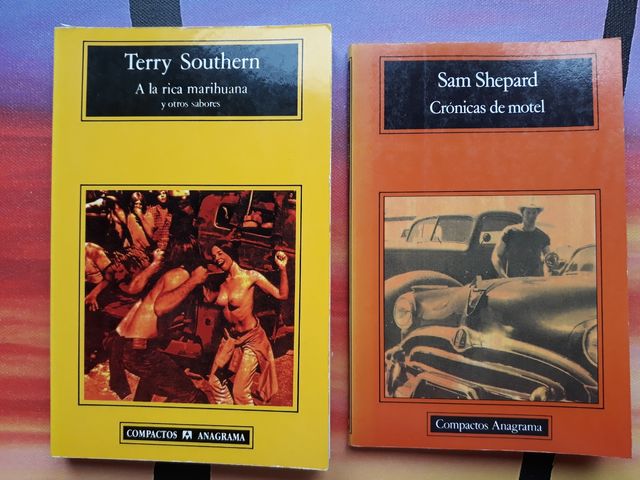 Terry Southern
A la rica marihuana
y otros sabores
COMPACTOS ANAGRAMA
Sam Shepard
Crónicas de motel
Compactos Anagrama